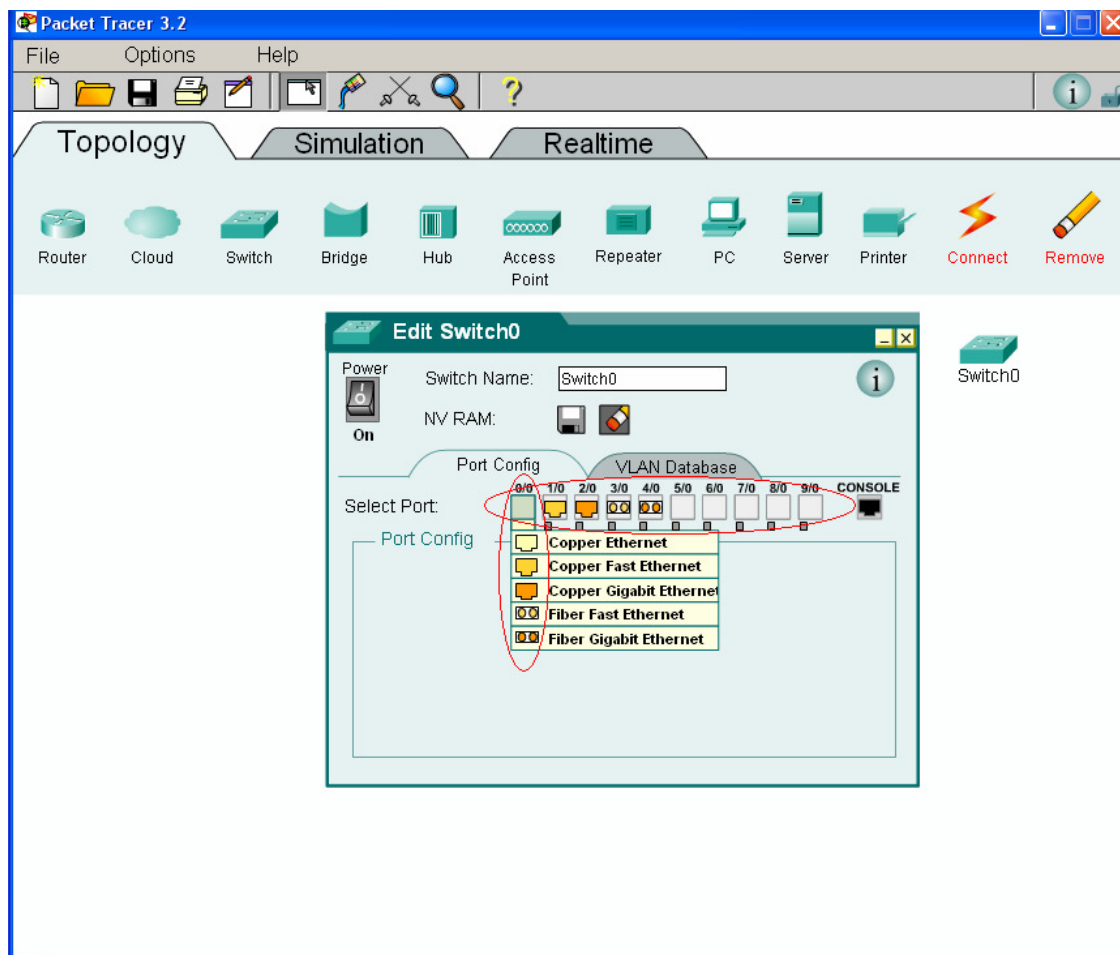 Packet Tracer 3.2
File Options Help
Topology Simulation Realtime
Router Cloud Switch Bridge Hub Access Point Repeater PC Server Printer Connect Remove
Edit Switch0
Power
Switch Name: Switch0
NV RAM:
On
Switch0
Port Config VLAN Database
0/0 1/0 2/0 3/0 4/0 5/0 6/0 7/0 8/0 9/0 CONSOLE
Select Port:
Port Config
Copper Ethernet
Copper Fast Ethernet
Copper Gigabit Ethernet
Fiber Fast Ethernet
Fiber Gigabit Ethernet